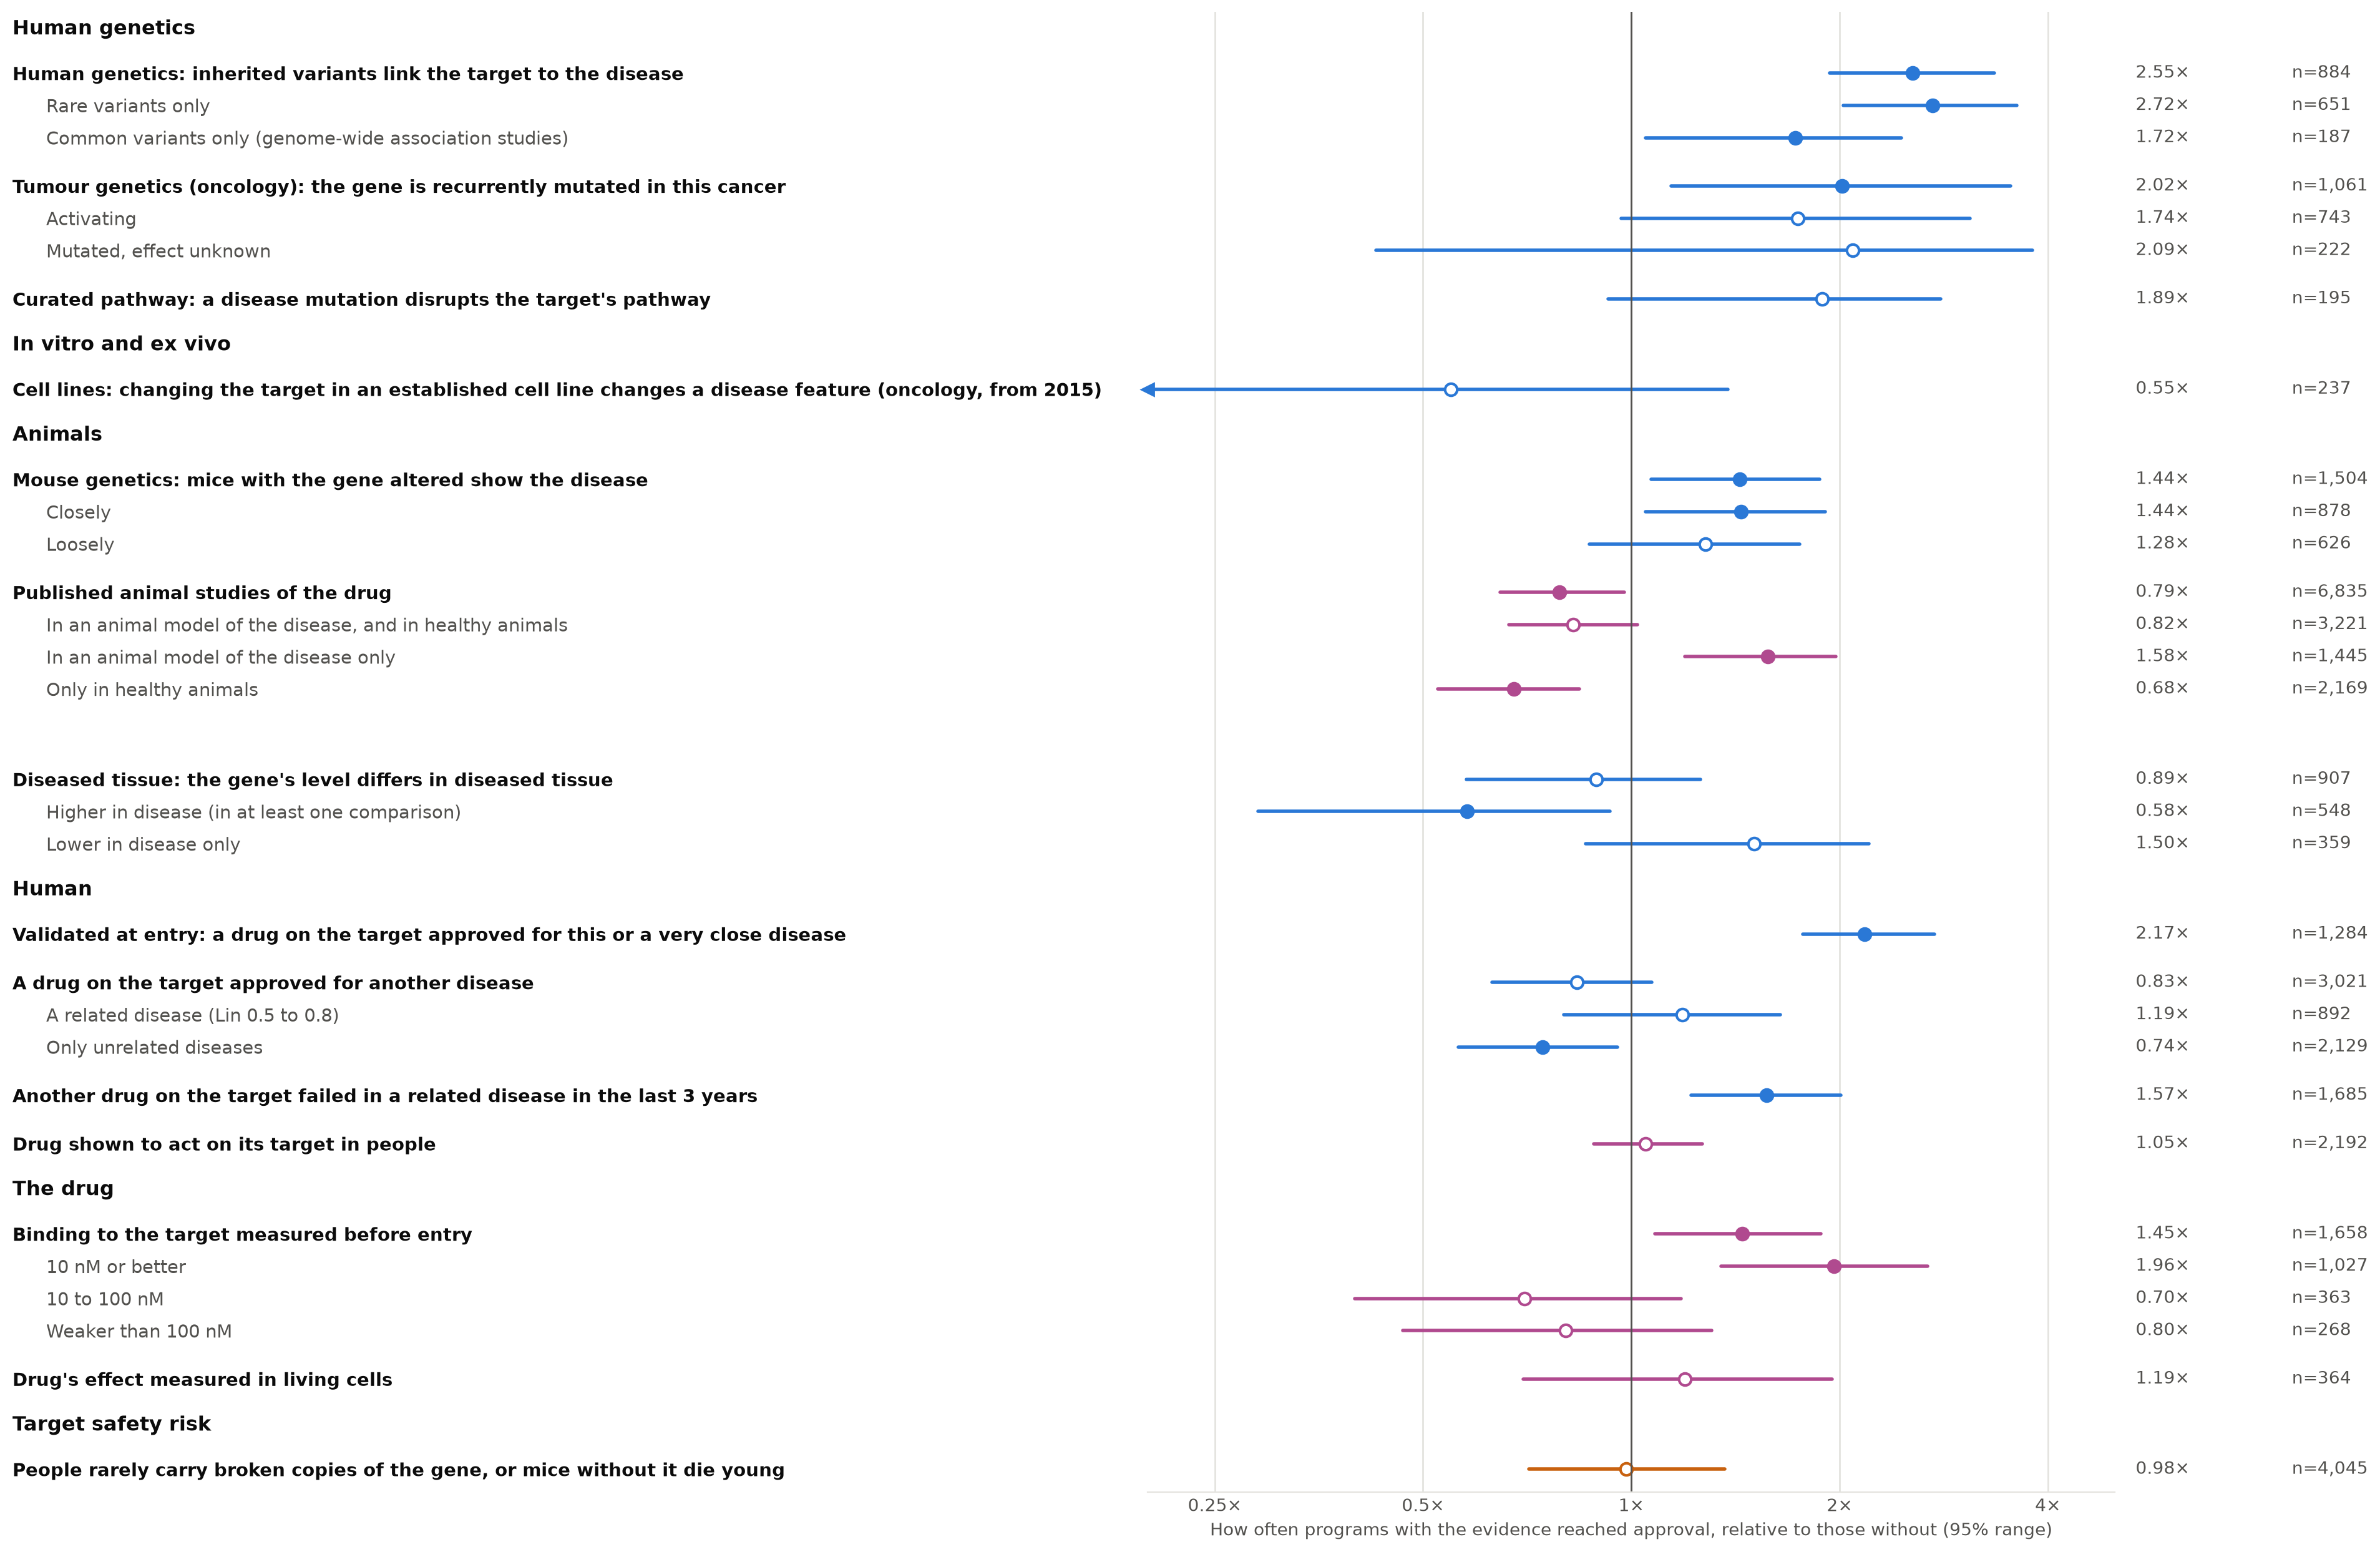 Human genetics
Human genetics: inherited variants link the target to the disease 2.55× n=884
Rare variants only 2.72× n=651
Common variants only (genome-wide association studies) 1.72× n=187
Tumour genetics (oncology): the gene is recurrently mutated in this cancer 2.02× n=1,061
Activating 1.74× n=743
Mutated, effect unknown 2.09× n=222
Curated pathway: a disease mutation disrupts the target's pathway 1.89× n=195
In vitro and ex vivo
Cell lines: changing the target in an established cell line changes a disease feature (oncology, from 2015) 0.55× n=237
Animals
Mouse genetics: mice with the gene altered show the disease 1.44× n=1,504
Closely 1.44× n=878
Loosely 1.28× n=626
Published animal studies of the drug 0.79× n=6,835
In an animal model of the disease, and in healthy animals 0.82× n=3,221
In an animal model of the disease only 1.58× n=1,445
Only in healthy animals 0.68× n=2,169
Diseased tissue: the gene's level differs in diseased tissue 0.89× n=907
Higher in disease (in at least one comparison) 0.58× n=548
Lower in disease only 1.50× n=359
Human
Validated at entry: a drug on the target approved for this or a very close disease 2.17× n=1,284
A drug on the target approved for another disease 0.83× n=3,021
A related disease (Lin 0.5 to 0.8) 1.19× n=892
Only unrelated diseases 0.74× n=2,129
Another drug on the target failed in a related disease in the last 3 years 1.57× n=1,685
Drug shown to act on its target in people 1.05× n=2,192
The drug
Binding to the target measured before entry 1.45× n=1,658
10 nM or better 1.96× n=1,027
10 to 100 nM 0.70× n=363
Weaker than 100 nM 0.80× n=268
Drug's effect measured in living cells 1.19× n=364
Target safety risk
People rarely carry broken copies of the gene, or mice without it die young 0.98× n=4,045
0.25× 0.5× 1× 2× 4×
How often programs with the evidence reached approval, relative to those without (95% range)